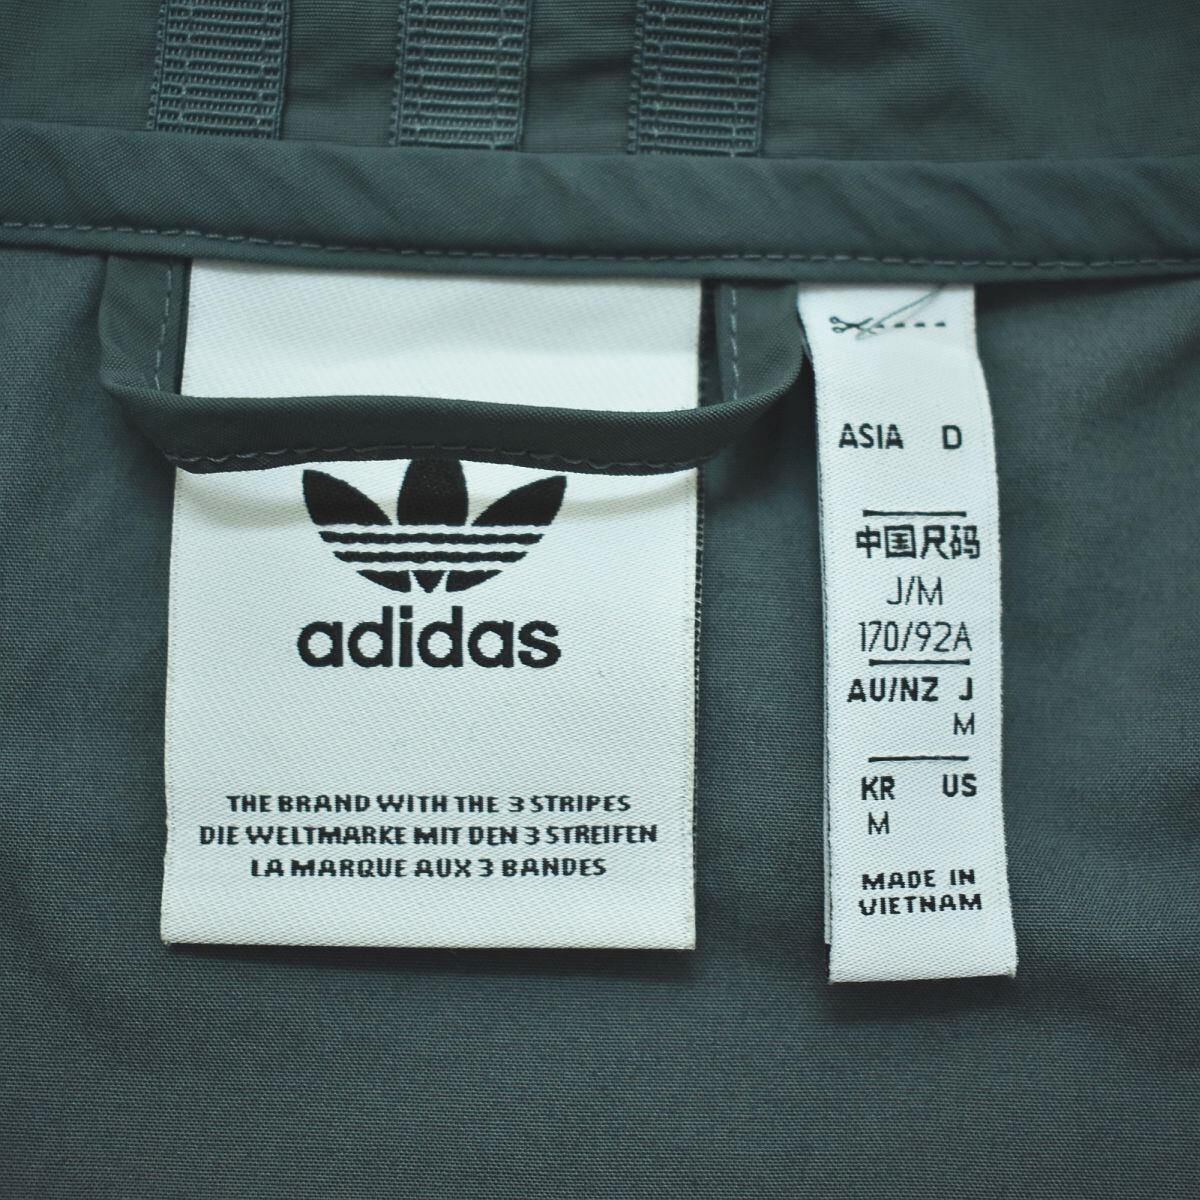 adidas
THE BRAND WITH THE 3 STRIPES
DIE WELTMARKE MIT DEN 3 STREIFEN
LA MARQUE AUX 3 BANDES
ASIA D
中国尺码
J/M
170/92A
AU/NZ J
M
KR US
M
MADE IN
VIETNAM